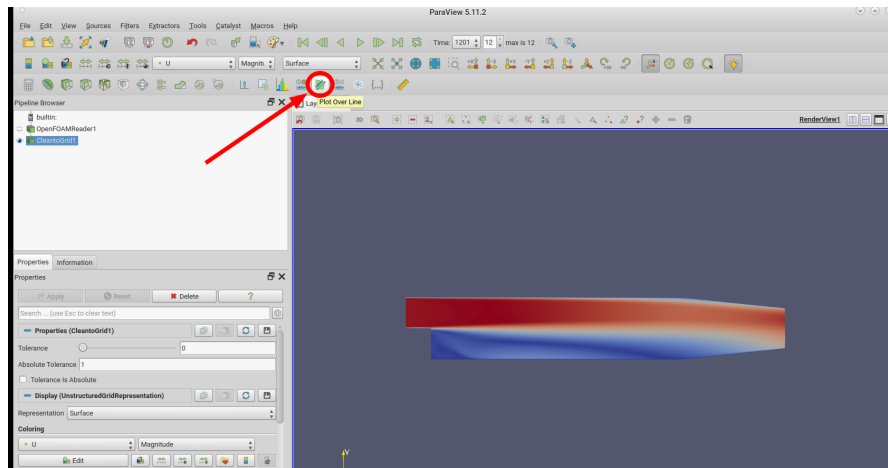 ParaView 5.11.2
File Edit View Sources Filters Extractors Tools Catalyst Macros Help
Time: 1201 12 max is 12
U Magnitu Surface
Pipeline Browser
Plot Over Line
builtin:
OpenFOAMReader1
CleantoGrid1
RenderView1
Properties Information
Properties
Apply Reset Delete ?
Search ... (use Esc to clear text)
Properties (CleantoGrid1)
Tolerance 0
Absolute Tolerance 1
Tolerance Is Absolute
Display (UnstructuredGridRepresentation)
Representation Surface
Coloring
U Magnitude
Edit
Y